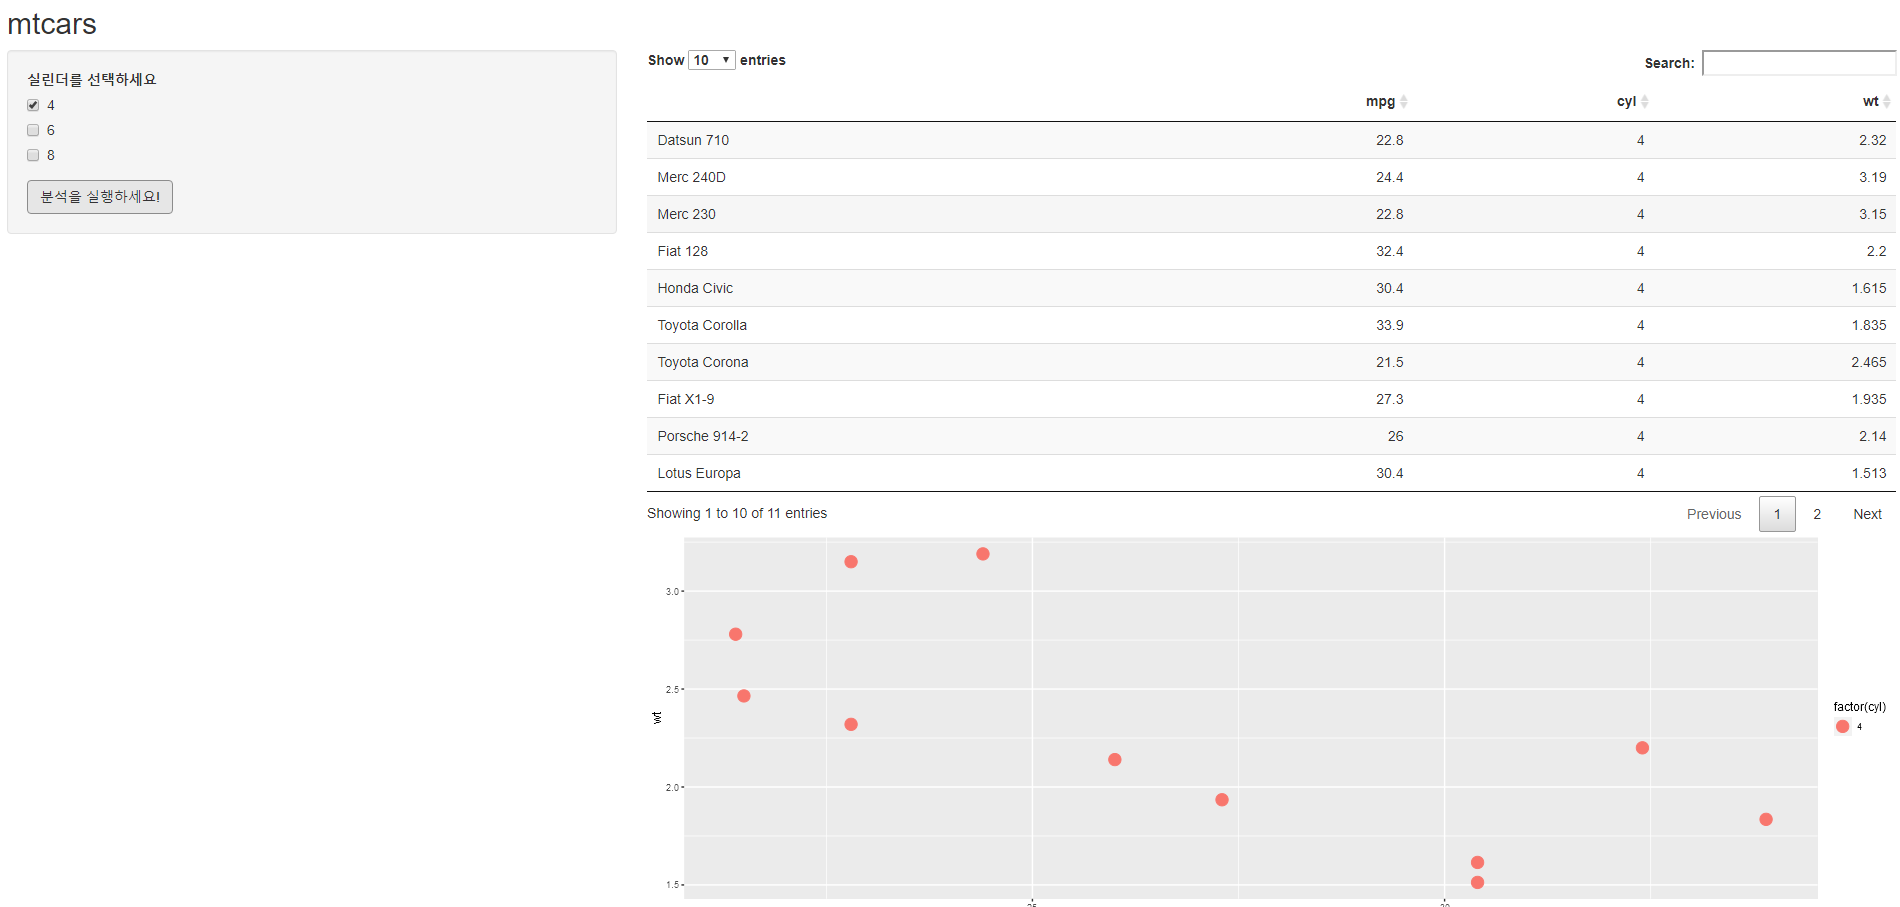 mtcars
실린더를 선택하세요
4
6
8
분석을 실행하세요!
Show 10 entries
Search:
mpg cyl wt
Datsun 710 22.8 4 2.32
Merc 240D 24.4 4 3.19
Merc 230 22.8 4 3.15
Fiat 128 32.4 4 2.2
Honda Civic 30.4 4 1.615
Toyota Corolla 33.9 4 1.835
Toyota Corona 21.5 4 2.465
Fiat X1-9 27.3 4 1.935
Porsche 914-2 26 4 2.14
Lotus Europa 30.4 4 1.513
Showing 1 to 10 of 11 entries
Previous 1 2 Next
3.0
2.5
2.0
1.5
wt
factor(cyl)
4